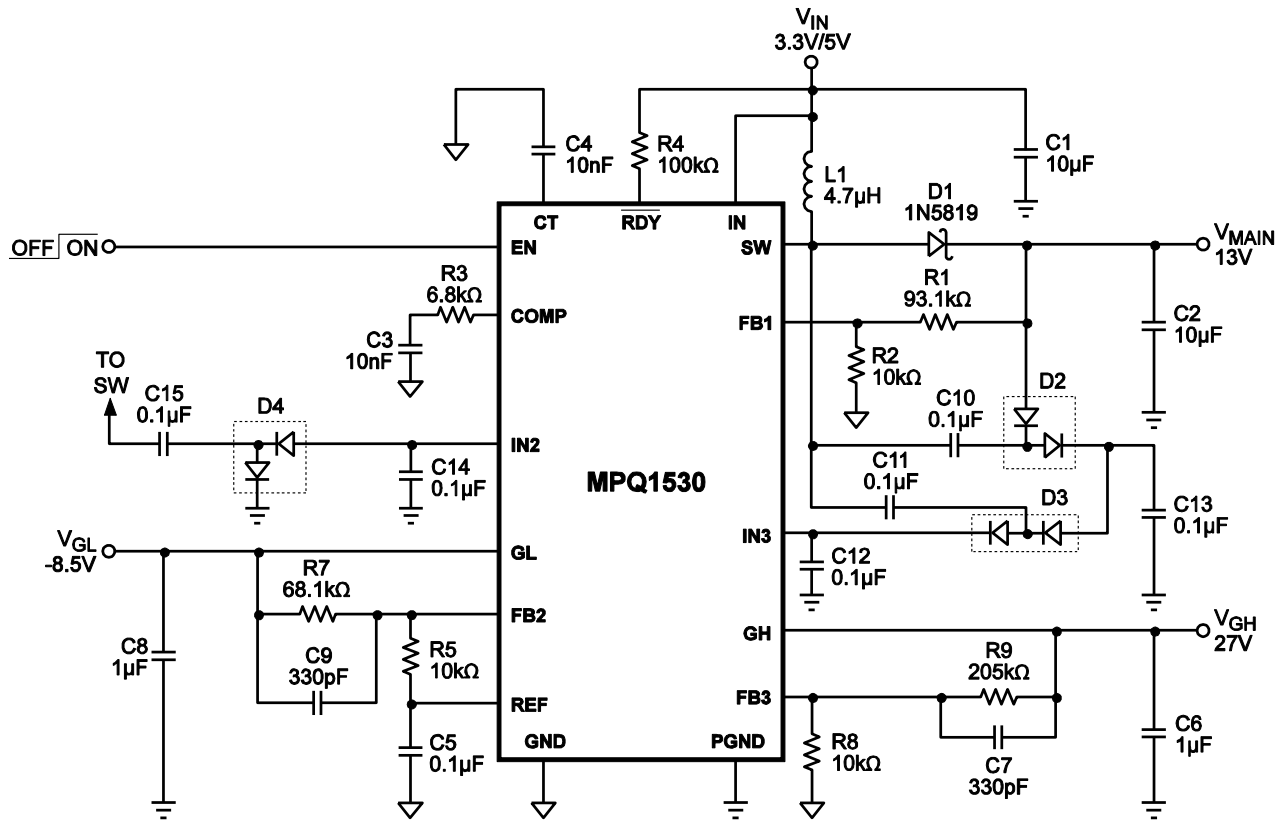 VIN
3.3V/5V
C4
10nF
R4
100kΩ
C1
10µF
L1
4.7µH
D1
1N5819
CT
RDY
IN
OFF ON
EN
SW
VMAIN
13V
R3
6.8kΩ
COMP
R1
93.1kΩ
FB1
C2
10µF
C3
10nF
R2
10kΩ
TO
SW
C15
0.1µF
D4
D2
C10
0.1µF
IN2
C14
0.1µF
MPQ1530
C11
0.1µF
D3
C13
0.1µF
IN3
C12
0.1µF
VGL
-8.5V
GL
R7
68.1kΩ
FB2
GH
VGH
27V
C8
1µF
C9
330pF
R5
10kΩ
R9
205kΩ
REF
FB3
C5
0.1µF
GND
PGND
R8
10kΩ
C7
330pF
C6
1µF